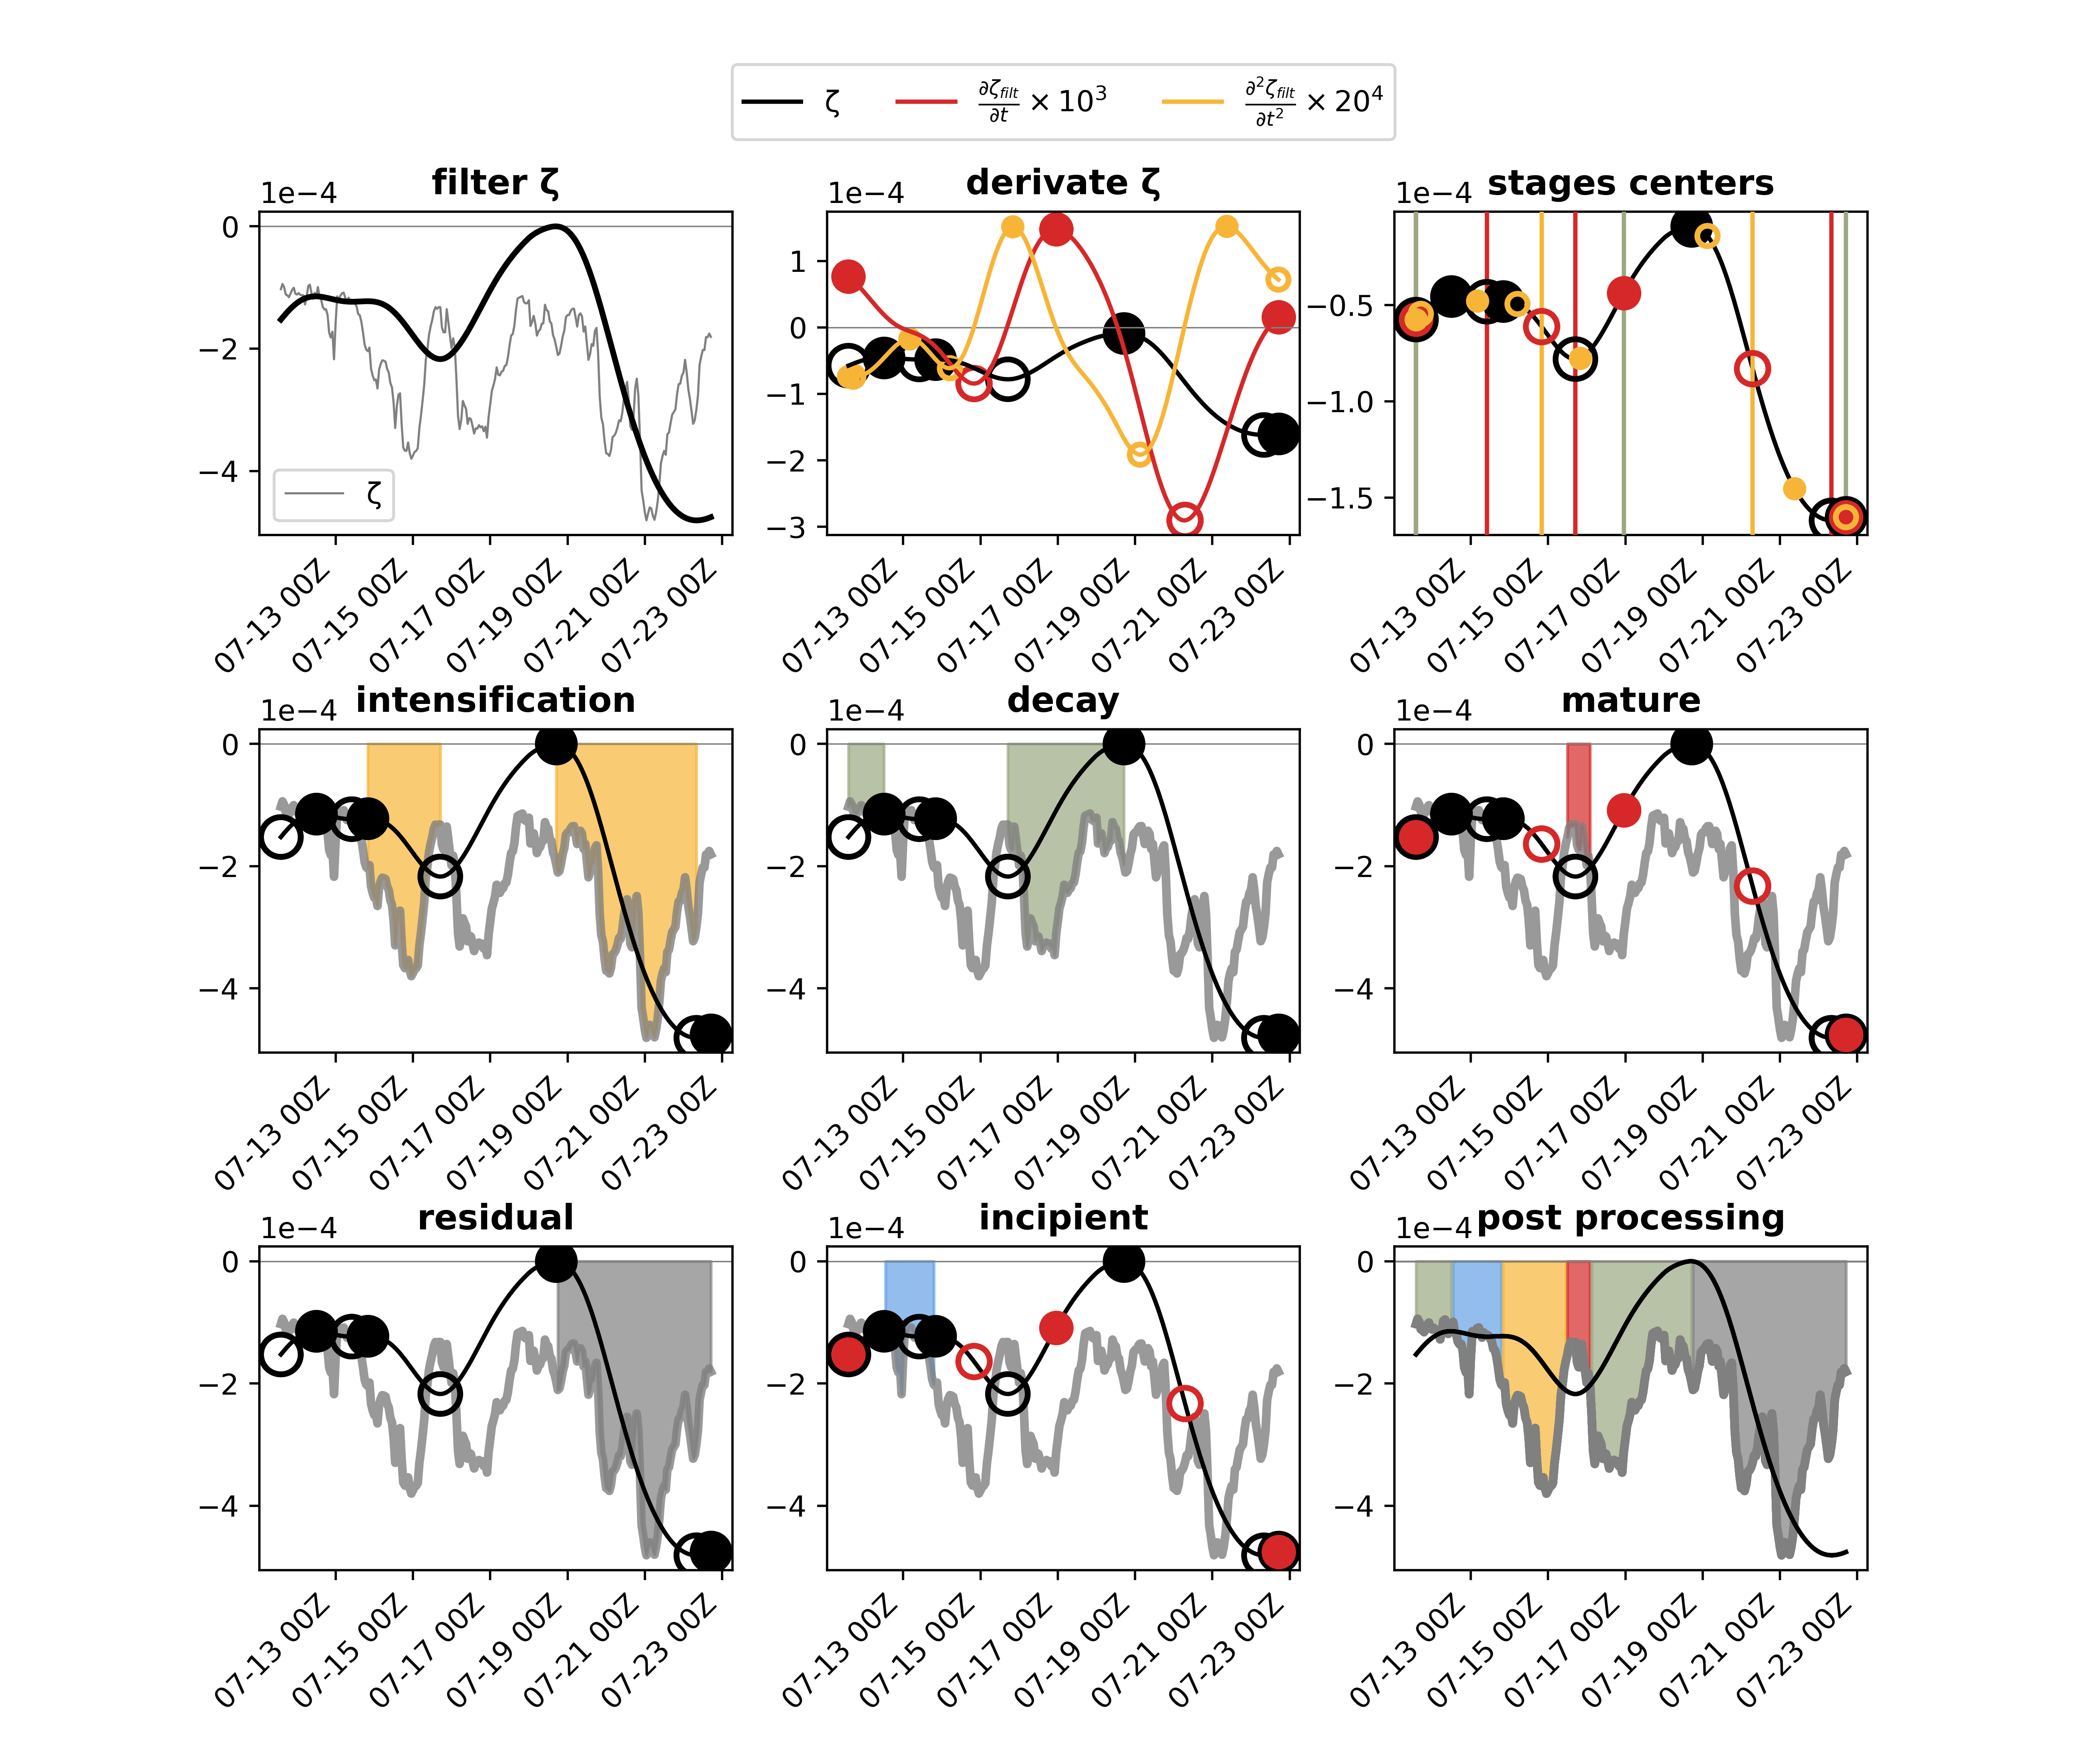 ζ ∂ζ_filt/∂t × 10³ ∂²ζ_filt/∂t² × 20⁴
filter ζ
1e−4
0
−2
−4
ζ
07-13 00Z 07-15 00Z 07-17 00Z 07-19 00Z 07-21 00Z 07-23 00Z
derivate ζ
1e−4
1
0
−1
−2
−3
07-13 00Z 07-15 00Z 07-17 00Z 07-19 00Z 07-21 00Z 07-23 00Z
stages centers
1e−4
−0.5
−1.0
−1.5
07-13 00Z 07-15 00Z 07-17 00Z 07-19 00Z 07-21 00Z 07-23 00Z
intensification
1e−4
0
−2
−4
07-13 00Z 07-15 00Z 07-17 00Z 07-19 00Z 07-21 00Z 07-23 00Z
decay
1e−4
0
−2
−4
07-13 00Z 07-15 00Z 07-17 00Z 07-19 00Z 07-21 00Z 07-23 00Z
mature
1e−4
0
−2
−4
07-13 00Z 07-15 00Z 07-17 00Z 07-19 00Z 07-21 00Z 07-23 00Z
residual
1e−4
0
−2
−4
07-13 00Z 07-15 00Z 07-17 00Z 07-19 00Z 07-21 00Z 07-23 00Z
incipient
1e−4
0
−2
−4
07-13 00Z 07-15 00Z 07-17 00Z 07-19 00Z 07-21 00Z 07-23 00Z
post processing
1e−4
0
−2
−4
07-13 00Z 07-15 00Z 07-17 00Z 07-19 00Z 07-21 00Z 07-23 00Z